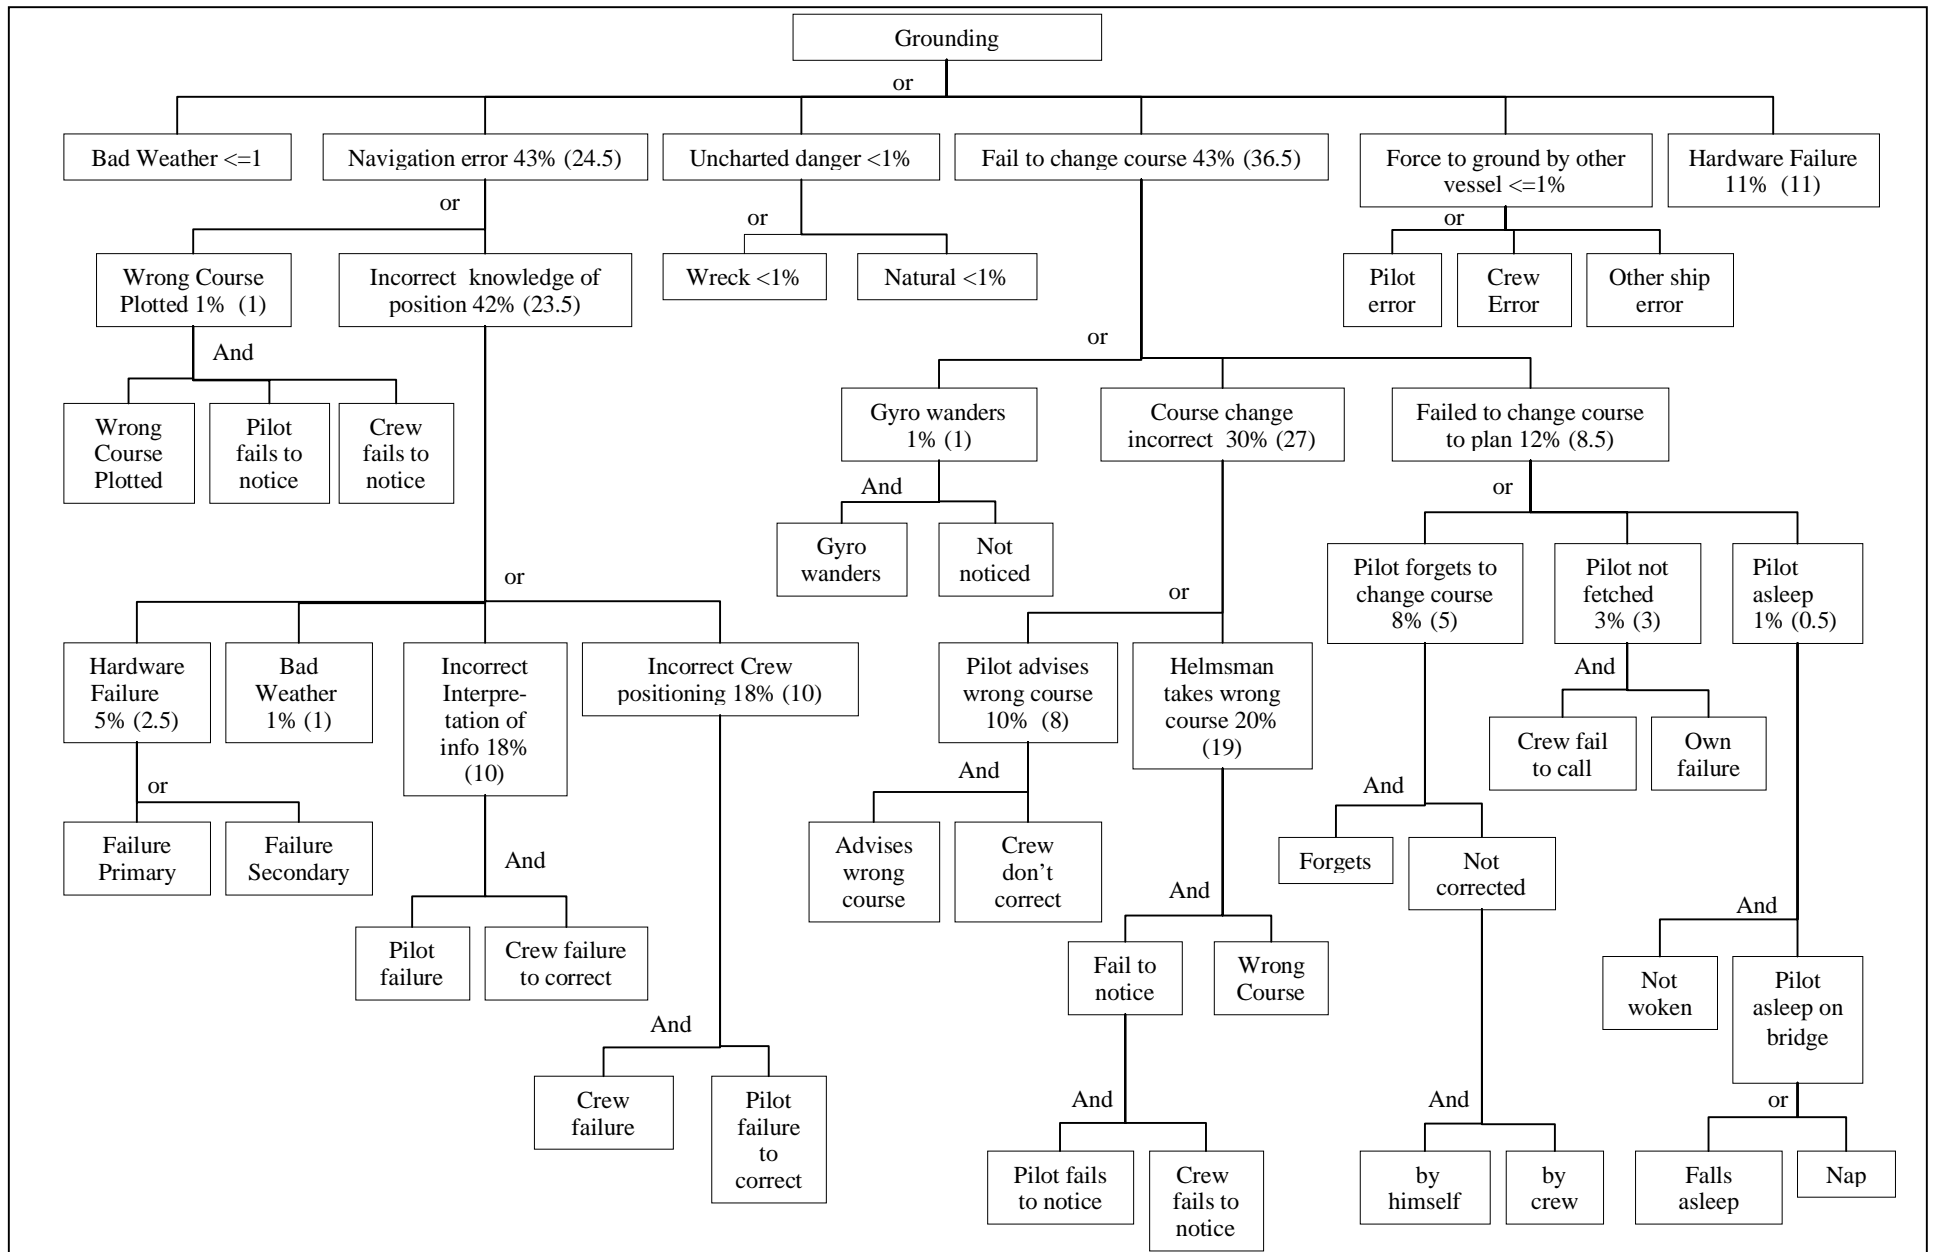 Grounding
or
Bad Weather <=1
Navigation error 43% (24.5)
Uncharted danger <1%
Fail to change course 43% (36.5)
Force to ground by other
vessel <=1%
Hardware Failure
11% (11)
or
or
or
Wrong Course
Plotted 1% (1)
Incorrect knowledge of
position 42% (23.5)
Wreck <1%
Natural <1%
Pilot
error
Crew
Error
Other ship
error
And
or
Wrong
Course
Plotted
Pilot
fails to
notice
Crew
fails to
notice
Gyro wanders
1% (1)
Course change
incorrect 30% (27)
Failed to change course
to plan 12% (8.5)
And
or
Gyro
wanders
Not
noticed
Pilot forgets to
change course
8% (5)
Pilot not
fetched
3% (3)
Pilot
asleep
1% (0.5)
or
or
Hardware
Failure
5% (2.5)
Bad
Weather
1% (1)
Incorrect
Interpre-
tation of
info 18%
(10)
Incorrect Crew
positioning 18% (10)
Pilot advises
wrong course
10% (8)
Helmsman
takes wrong
course 20%
(19)
And
Crew fail
to call
Own
failure
or
And
And
Failure
Primary
Failure
Secondary
And
Advises
wrong
course
Crew
don't
correct
Forgets
Not
corrected
And
And
Pilot
failure
Crew failure
to correct
Fail to
notice
Wrong
Course
Not
woken
Pilot
asleep on
bridge
And
Crew
failure
Pilot
failure
to
correct
And
And
or
Pilot fails
to notice
Crew
fails to
notice
by
himself
by
crew
Falls
asleep
Nap